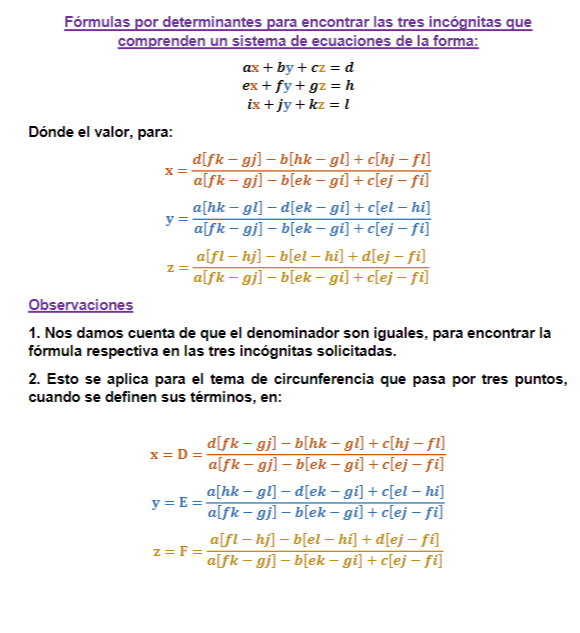 Fórmulas por determinantes para encontrar las tres incógnitas que
comprenden un sistema de ecuaciones de la forma:
ax + by + cz = d
ex + fy + gz = h
ix + jy + kz = l
Dónde el valor, para:
x = d[fk − gj] − b[hk − gl] + c[hj − fl]
a[fk − gj] − b[ek − gi] + c[ej − fi]
y = a[hk − gl] − d[ek − gi] + c[el − hi]
a[fk − gj] − b[ek − gi] + c[ej − fi]
z = a[fl − hj] − b[el − hi] + d[ej − fi]
a[fk − gj] − b[ek − gi] + c[ej − fi]
Observaciones
1. Nos damos cuenta de que el denominador son iguales, para encontrar la
fórmula respectiva en las tres incógnitas solicitadas.
2. Esto se aplica para el tema de circunferencia que pasa por tres puntos,
cuando se definen sus términos, en:
x = D = d[fk − gj] − b[hk − gl] + c[hj − fl]
a[fk − gj] − b[ek − gi] + c[ej − fi]
y = E = a[hk − gl] − d[ek − gi] + c[el − hi]
a[fk − gj] − b[ek − gi] + c[ej − fi]
z = F = a[fl − hj] − b[el − hi] + d[ej − fi]
a[fk − gj] − b[ek − gi] + c[ej − fi]